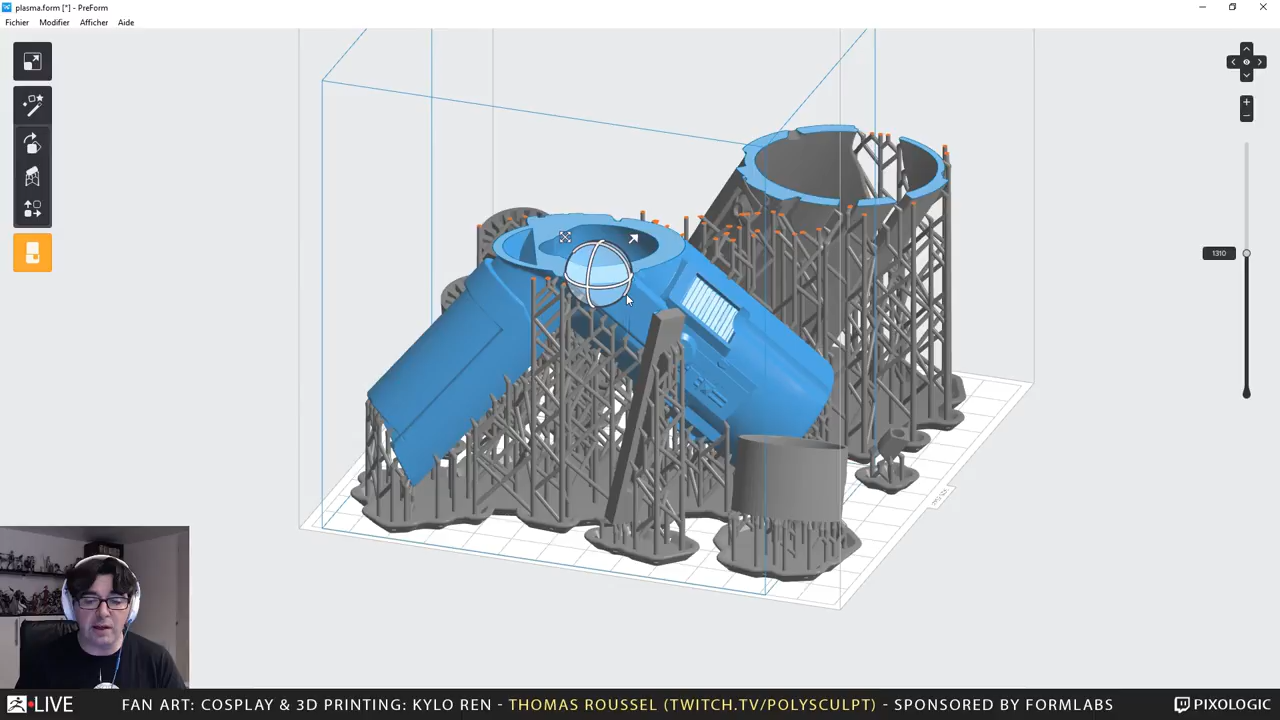 plasma.form [*] - PreForm
Fichier Modifier Afficher Aide
1310
LIVE FAN ART: COSPLAY & 3D PRINTING: KYLO REN - THOMAS ROUSSEL (TWITCH.TV/POLYSCULPT) - SPONSORED BY FORMLABS PIXOLOGIC